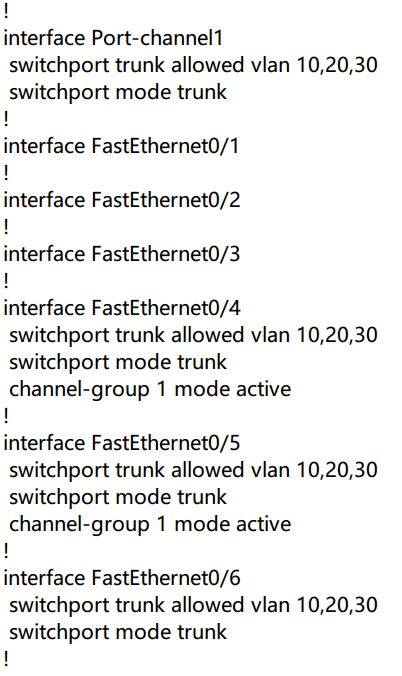 !
interface Port-channel1
 switchport trunk allowed vlan 10,20,30
 switchport mode trunk
!
interface FastEthernet0/1
!
interface FastEthernet0/2
!
interface FastEthernet0/3
!
interface FastEthernet0/4
 switchport trunk allowed vlan 10,20,30
 switchport mode trunk
 channel-group 1 mode active
!
interface FastEthernet0/5
 switchport trunk allowed vlan 10,20,30
 switchport mode trunk
 channel-group 1 mode active
!
interface FastEthernet0/6
 switchport trunk allowed vlan 10,20,30
 switchport mode trunk
!